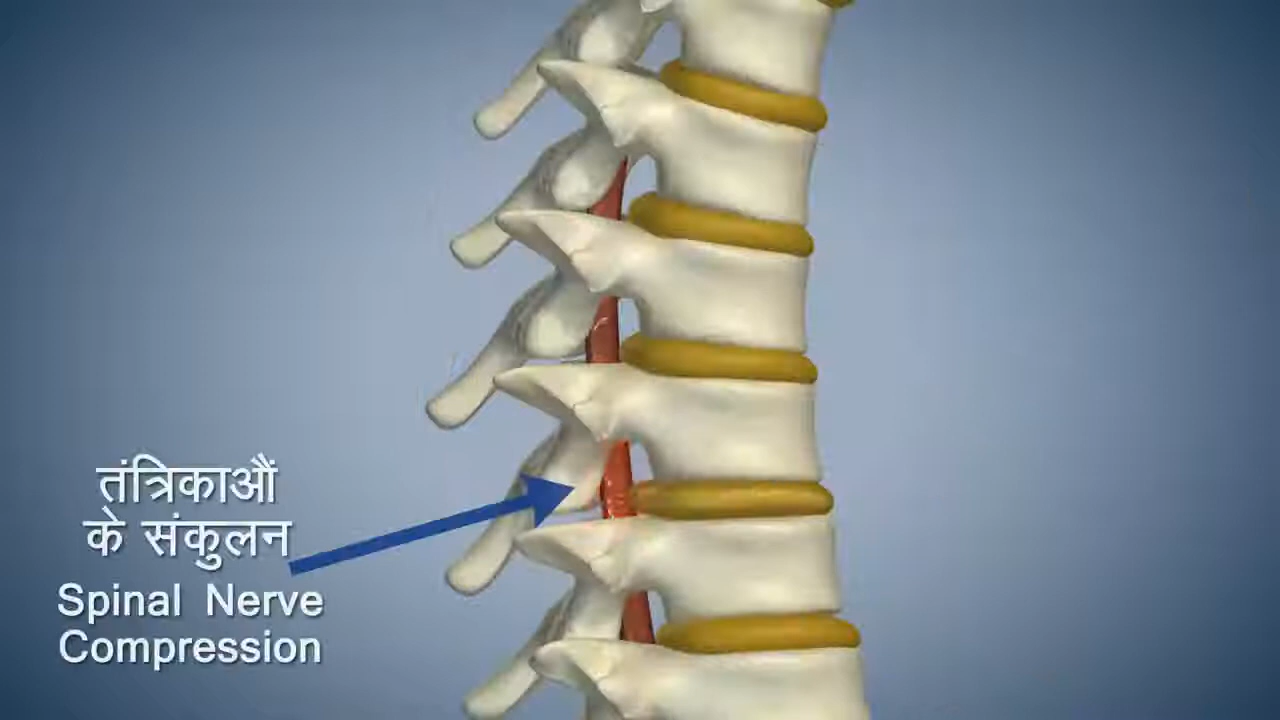 तंत्रिकाओं
के संकुलन
Spinal Nerve
Compression